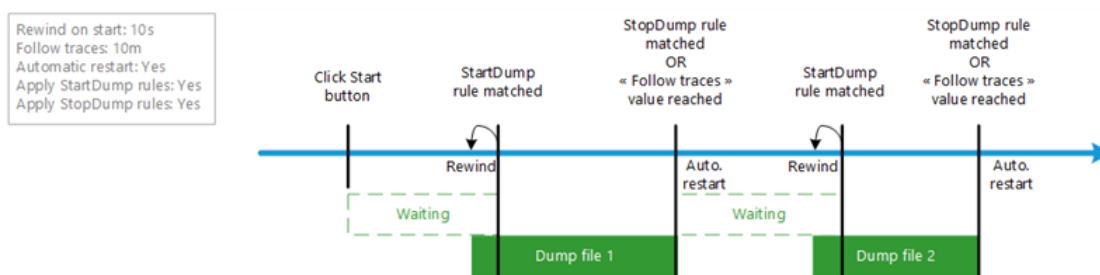 Rewind on start: 10s
Follow traces: 10m
Automatic restart: Yes
Apply StartDump rules: Yes
Apply StopDump rules: Yes
Click Start
button
StartDump
rule matched
StopDump rule
matched
OR
« Follow traces »
value reached
StartDump
rule matched
StopDump rule
matched
OR
« Follow traces »
value reached
Rewind
Auto.
restart
Rewind
Auto.
restart
Waiting
Waiting
Dump file 1
Dump file 2